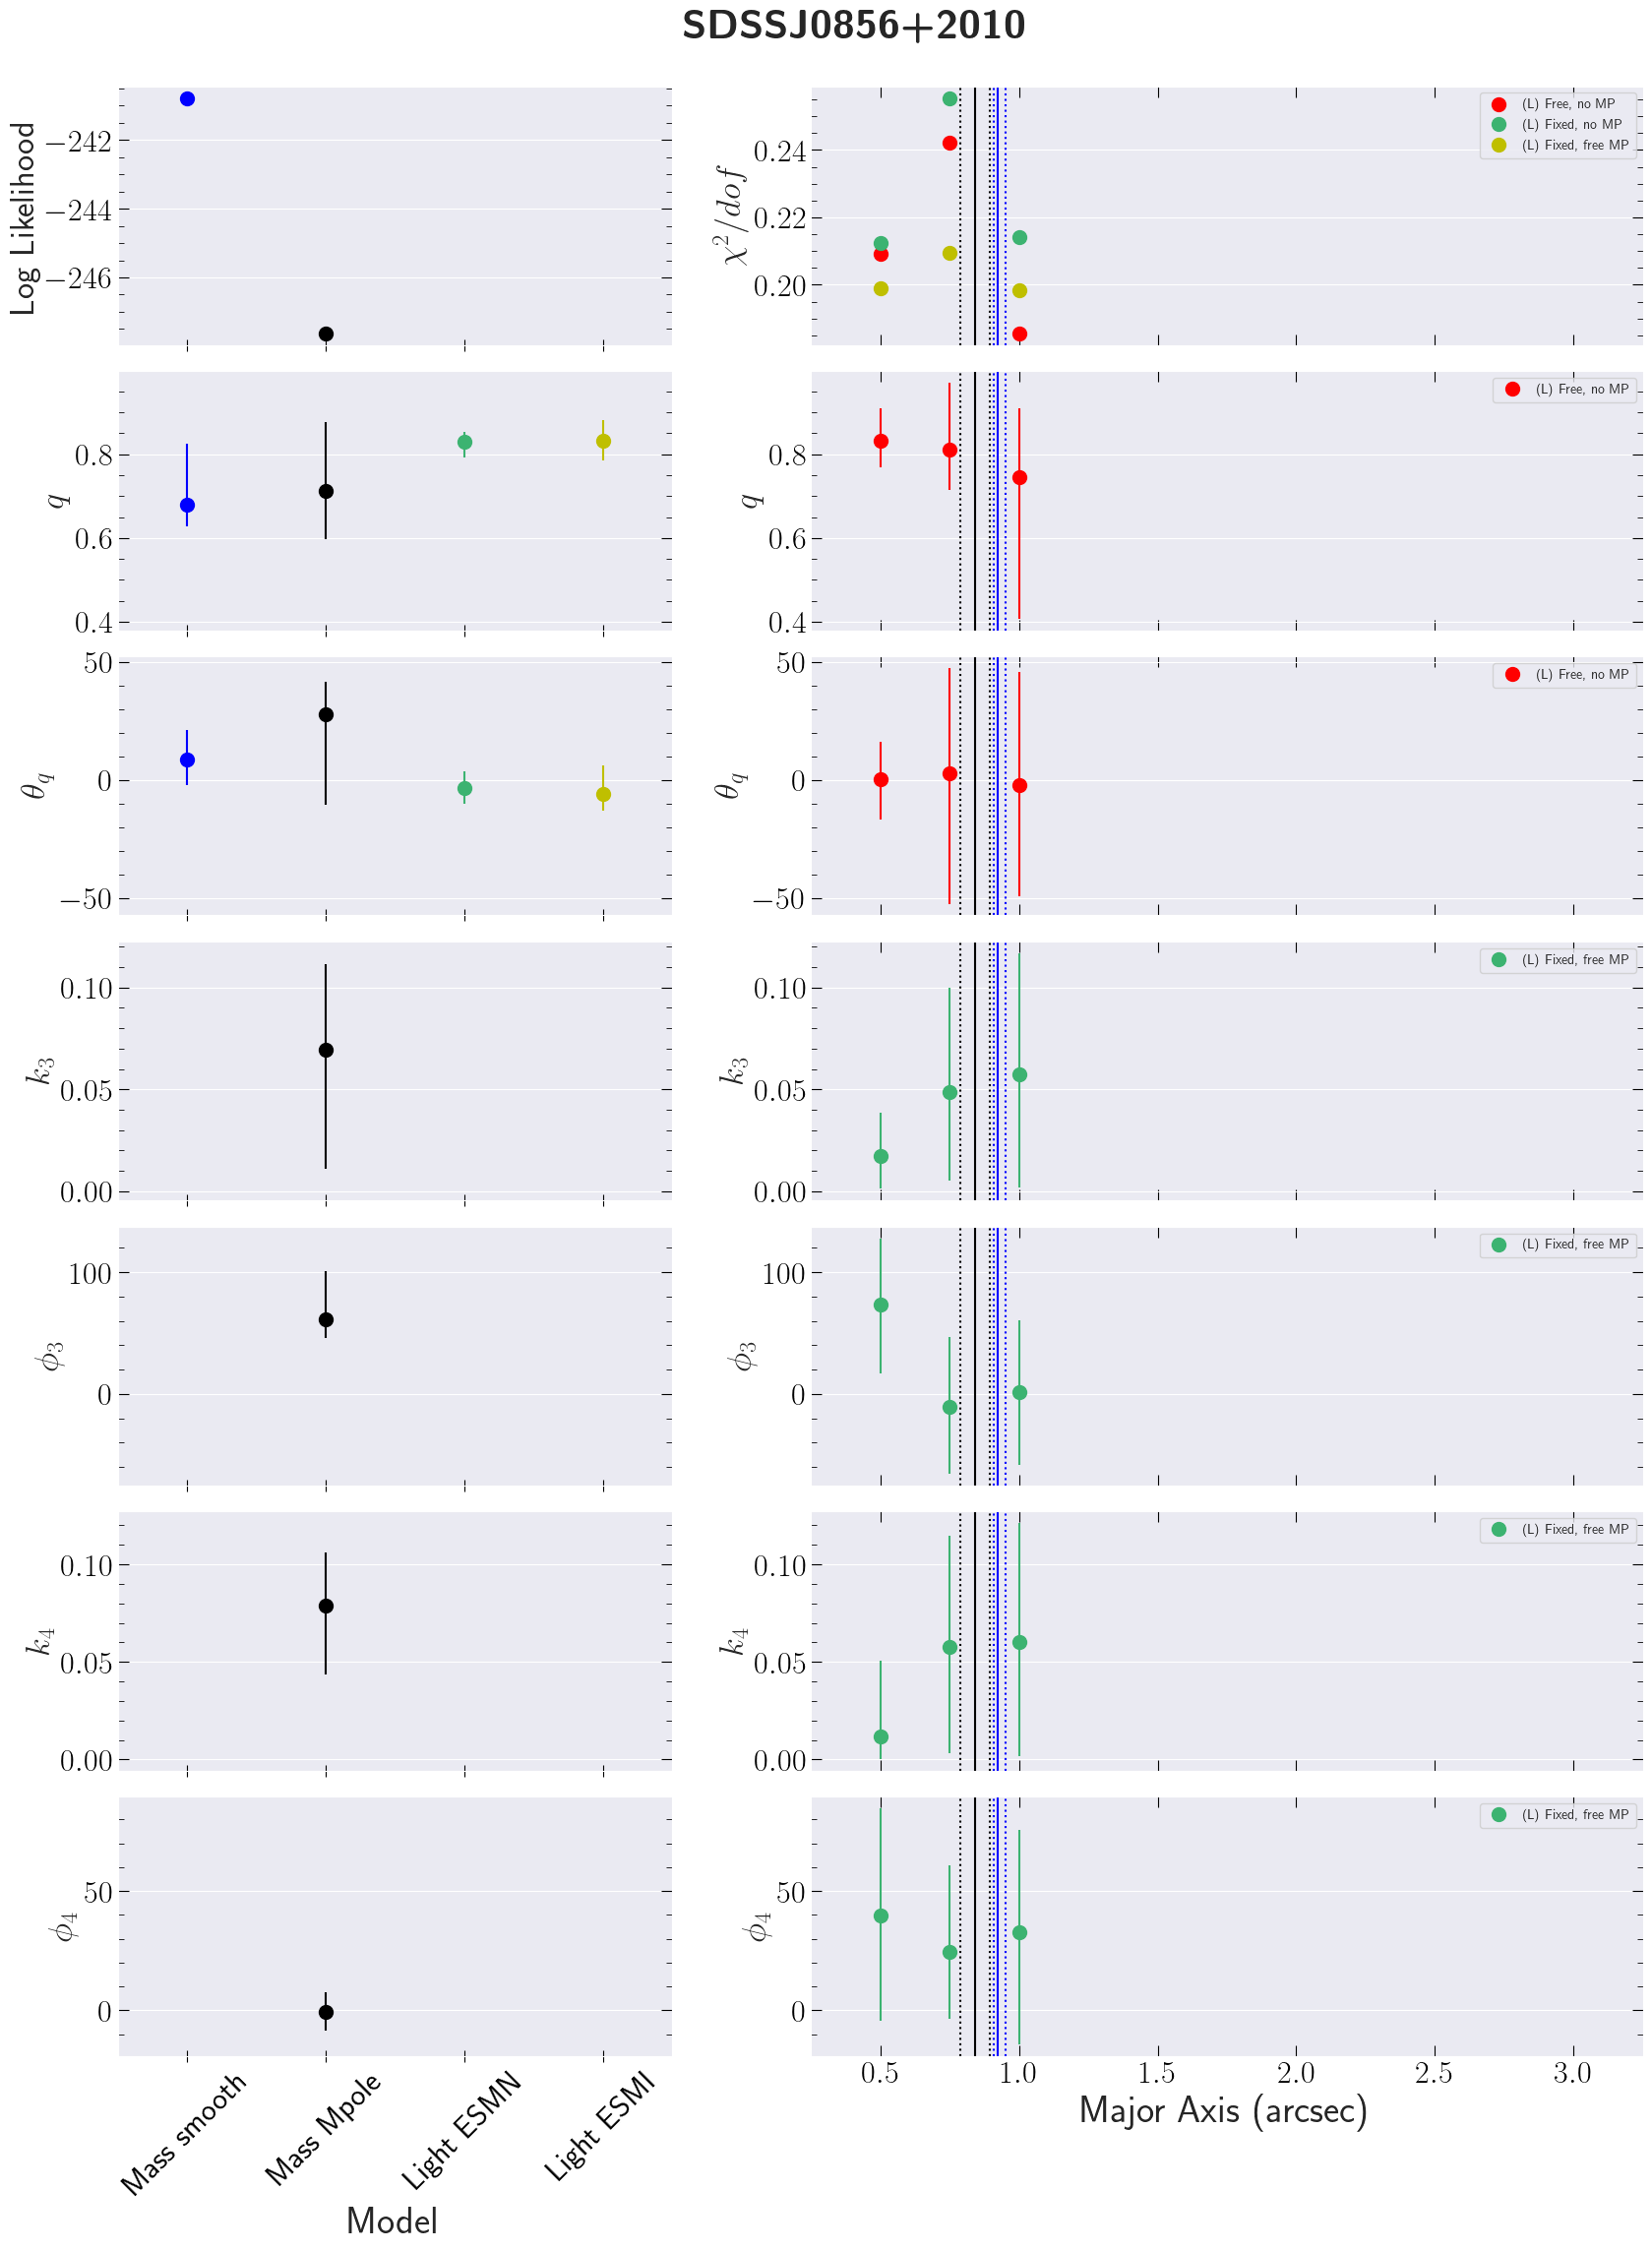 SDSSJ0856+2010
Log Likelihood
−242
−244
−246
χ²/dof
0.24
0.22
0.20
(L) Free, no MP
(L) Fixed, no MP
(L) Fixed, free MP
q
0.8
0.6
0.4
q
0.8
0.6
0.4
(L) Free, no MP
θ_q
50
0
−50
θ_q
50
0
−50
(L) Free, no MP
k₃
0.10
0.05
0.00
k₃
0.10
0.05
0.00
(L) Fixed, free MP
ϕ₃
100
0
ϕ₃
100
0
(L) Fixed, free MP
k₄
0.10
0.05
0.00
k₄
0.10
0.05
0.00
(L) Fixed, free MP
ϕ₄
50
0
ϕ₄
50
0
(L) Fixed, free MP
Mass smooth
Mass Mpole
Light ESMN
Light ESMI
Model
0.5 1.0 1.5 2.0 2.5 3.0
Major Axis (arcsec)